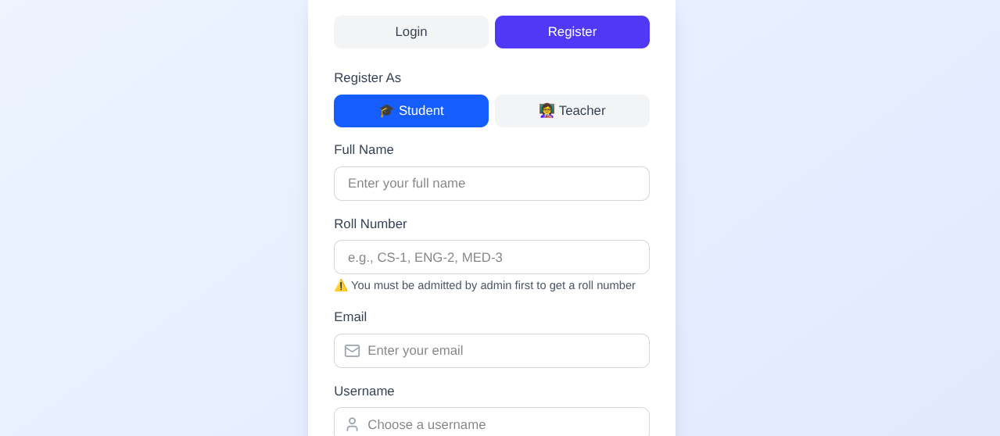 Login Register
Register As
🎓 Student 👩‍🏫 Teacher
Full Name
Enter your full name
Roll Number
e.g., CS-1, ENG-2, MED-3
⚠️ You must be admitted by admin first to get a roll number
Email
Enter your email
Username
Choose a username